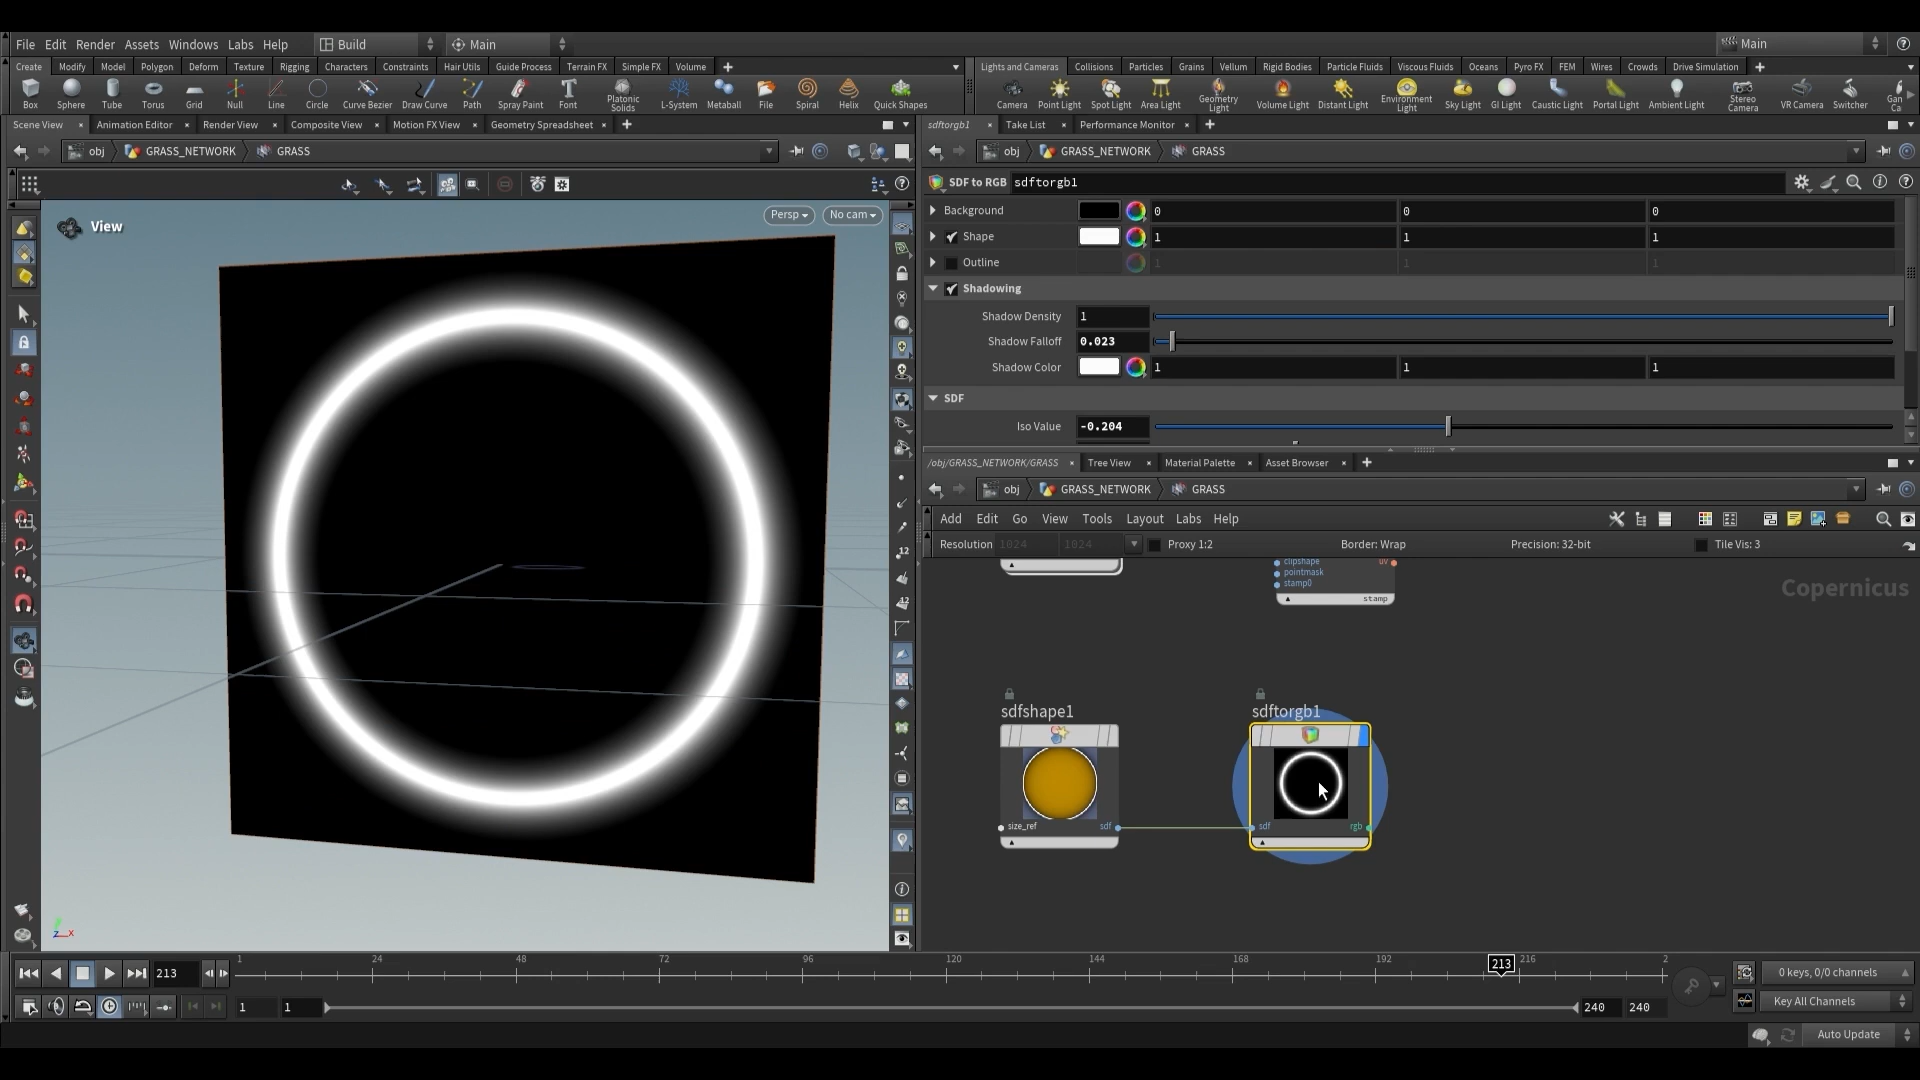 File Edit Render Assets Windows Labs Help Build Main Main
Create Modify Model Polygon Deform Texture Rigging Characters Constraints Hair Utils Guide Process Terrain FX Simple FX Volume
Lights and Cameras Collisions Particles Grains Vellum Rigid Bodies Particle Fluids Viscous Fluids Oceans Pyro FX FEM Wires Crowds Drive Simulation
Box Sphere Tube Torus Grid Null Line Circle Curve Bezier Draw Curve Path Spray Paint Font Platonic Solids L-System Metaball File Spiral Helix Quick Shapes
Camera Point Light Spot Light Area Light Geometry Light Volume Light Distant Light Environment Light Sky Light GI Light Caustic Light Portal Light Ambient Light Stereo Camera VR Camera Switcher Gan Ca
Scene View Animation Editor Render View Composite View Motion FX View Geometry Spreadsheet
sdftorgb1 Take List Performance Monitor
obj GRASS_NETWORK GRASS
obj GRASS_NETWORK GRASS
SDF to RGB sdftorgb1
View Persp No cam
Background 0 0 0
Shape 1 1 1
Outline 1 1 1
Shadowing
Shadow Density 1
Shadow Falloff 0.023
Shadow Color 1 1 1
SDF
Iso Value -0.204
/obj/GRASS_NETWORK/GRASS Tree View Material Palette Asset Browser
obj GRASS_NETWORK GRASS
Add Edit Go View Tools Layout Labs Help
Resolution 1024 1024 Proxy 1:2 Border: Wrap Precision: 32-bit Tile Vis: 3
clipshape uv
pointmask
stamp0
stamp
Copernicus
sdfshape1 sdftorgb1
size_ref sdf sdf rgb
12
12
z x
213 1 24 48 72 96 120 144 168 192 213 216 2
0 keys, 0/0 channels
1 1 240 240 Key All Channels
Auto Update